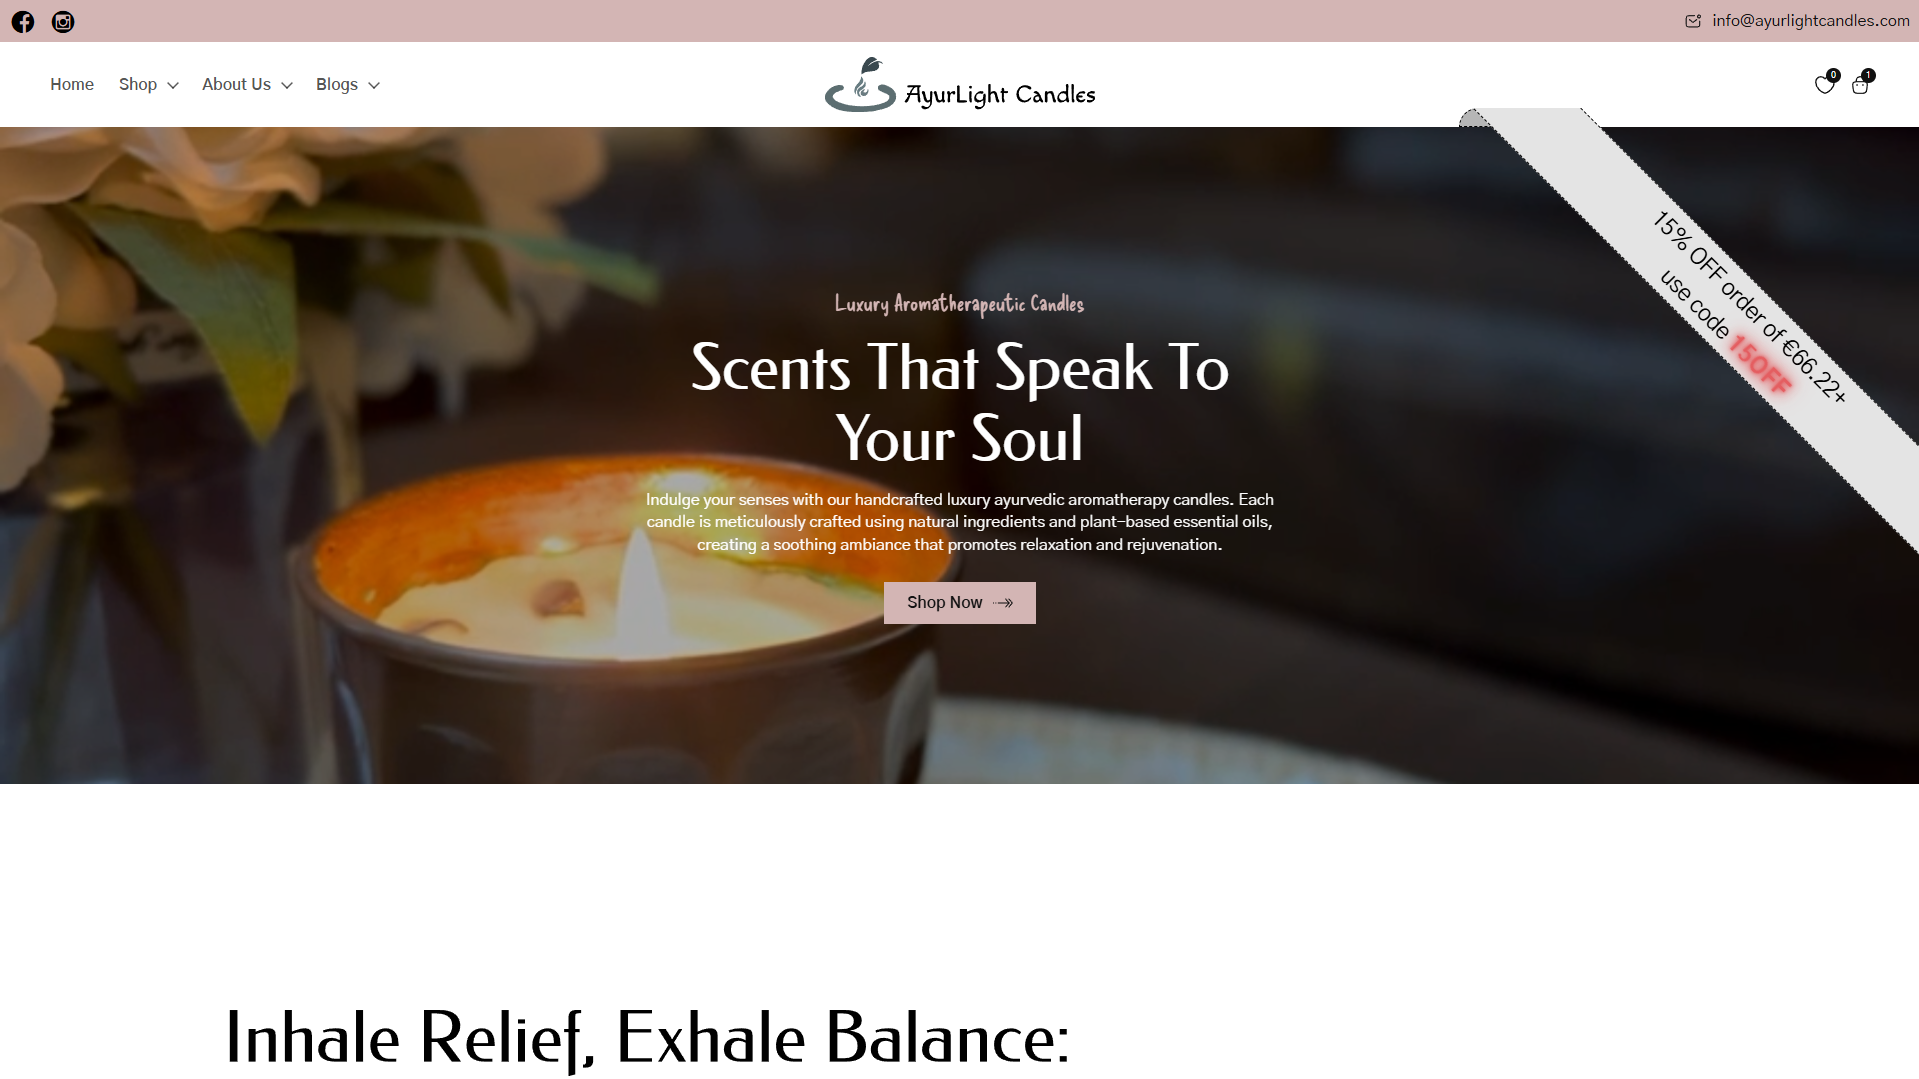 info@ayurlightcandles.com
Home
Shop
About Us
Blogs
AyurLight Candles
0
1
15% OFF order of €66.22+
use code 15OFF
Luxury Aromatherapeutic Candles
Scents That Speak To
Your Soul
Indulge your senses with our handcrafted luxury ayurvedic aromatherapy candles. Each
candle is meticulously crafted using natural ingredients and plant-based essential oils,
creating a soothing ambiance that promotes relaxation and rejuvenation.
Shop Now
Inhale Relief, Exhale Balance: